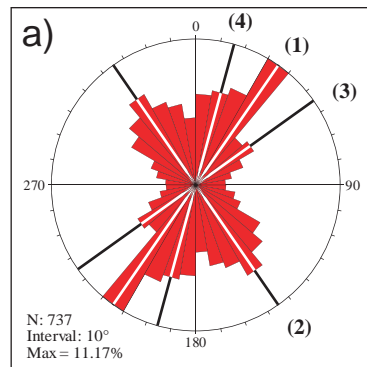 a)
0
(4)
(1)
(3)
270
90
(2)
180
N: 737
Interval: 10°
Max = 11.17%